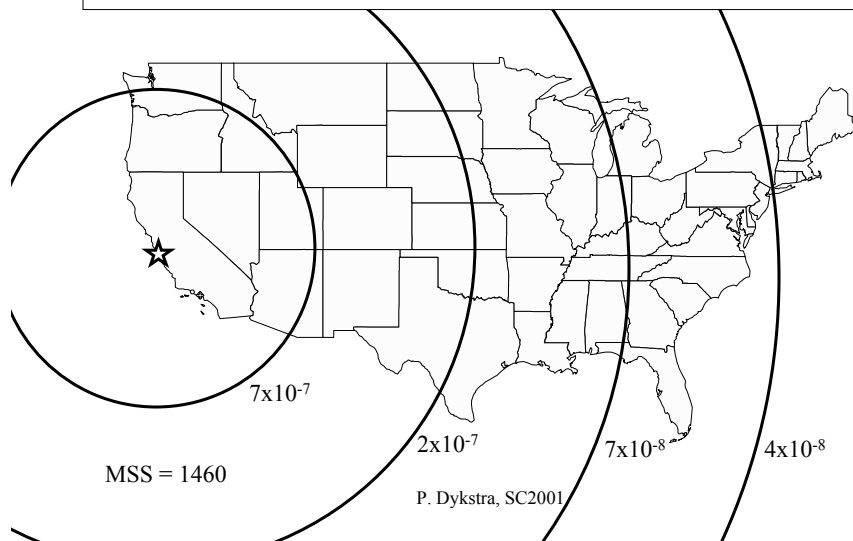 7x10⁻⁷
2x10⁻⁷
7x10⁻⁸
4x10⁻⁸
MSS = 1460
P. Dykstra, SC2001